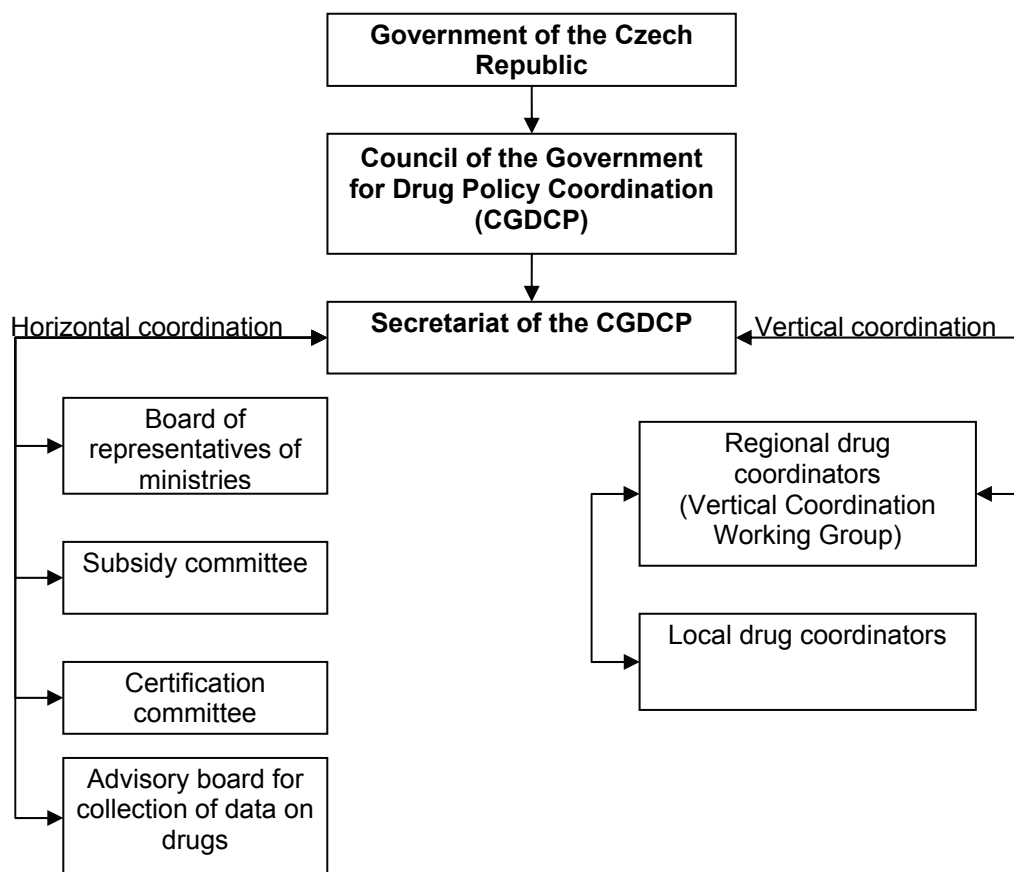 Government of the Czech
Republic
Council of the Government
for Drug Policy Coordination
(CGDCP)
Horizontal coordination
Secretariat of the CGDCP
Vertical coordination
Board of
representatives of
ministries
Subsidy committee
Certification
committee
Advisory board for
collection of data on
drugs
Regional drug
coordinators
(Vertical Coordination
Working Group)
Local drug coordinators